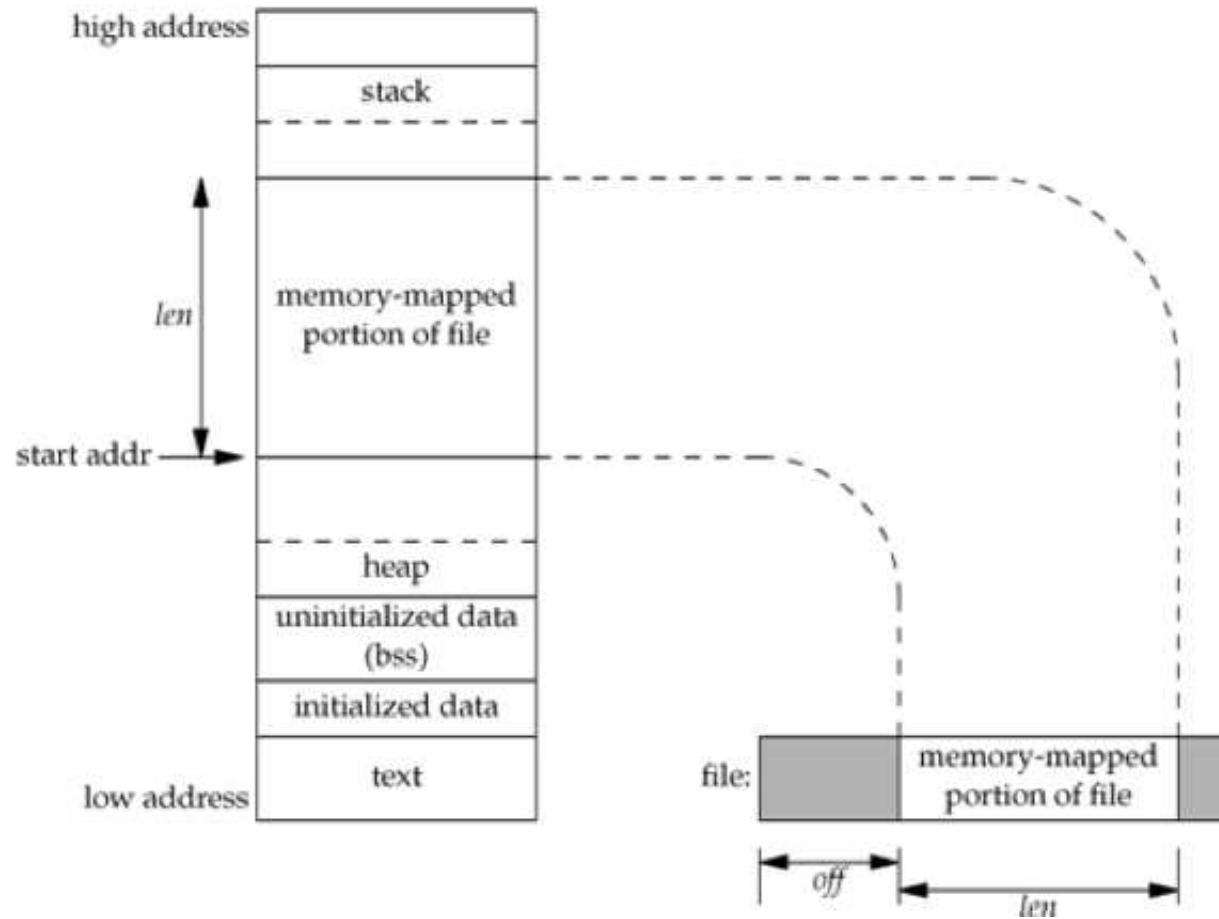 high address
stack
memory-mapped
portion of file
len
start addr
heap
uninitialized data
(bss)
initialized data
text
low address
file:
memory-mapped
portion of file
off
len